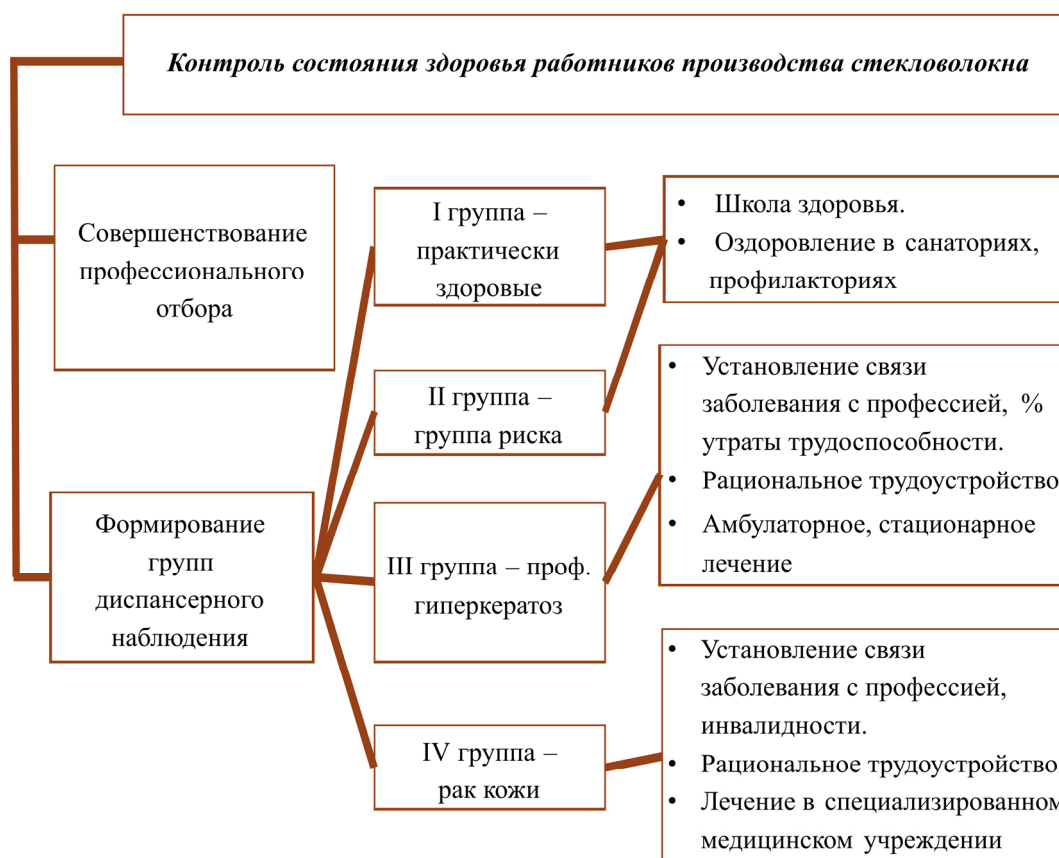 Контроль состояния здоровья работников производства стекловолокна
Совершенствование
профессионального
отбора
Формирование
групп
диспансерного
наблюдения
I группа –
практически
здоровые
II группа –
группа риска
III группа – проф.
гиперкератоз
IV группа –
рак кожи
• Школа здоровья.
• Оздоровление в санаториях,
профилакториях
• Установление связи
заболевания с профессией, %
утраты трудоспособности.
• Рациональное трудоустройство
• Амбулаторное, стационарное
лечение
• Установление связи
заболевания с профессией,
инвалидности.
• Рациональное трудоустройство
• Лечение в специализированном
медицинском учреждении